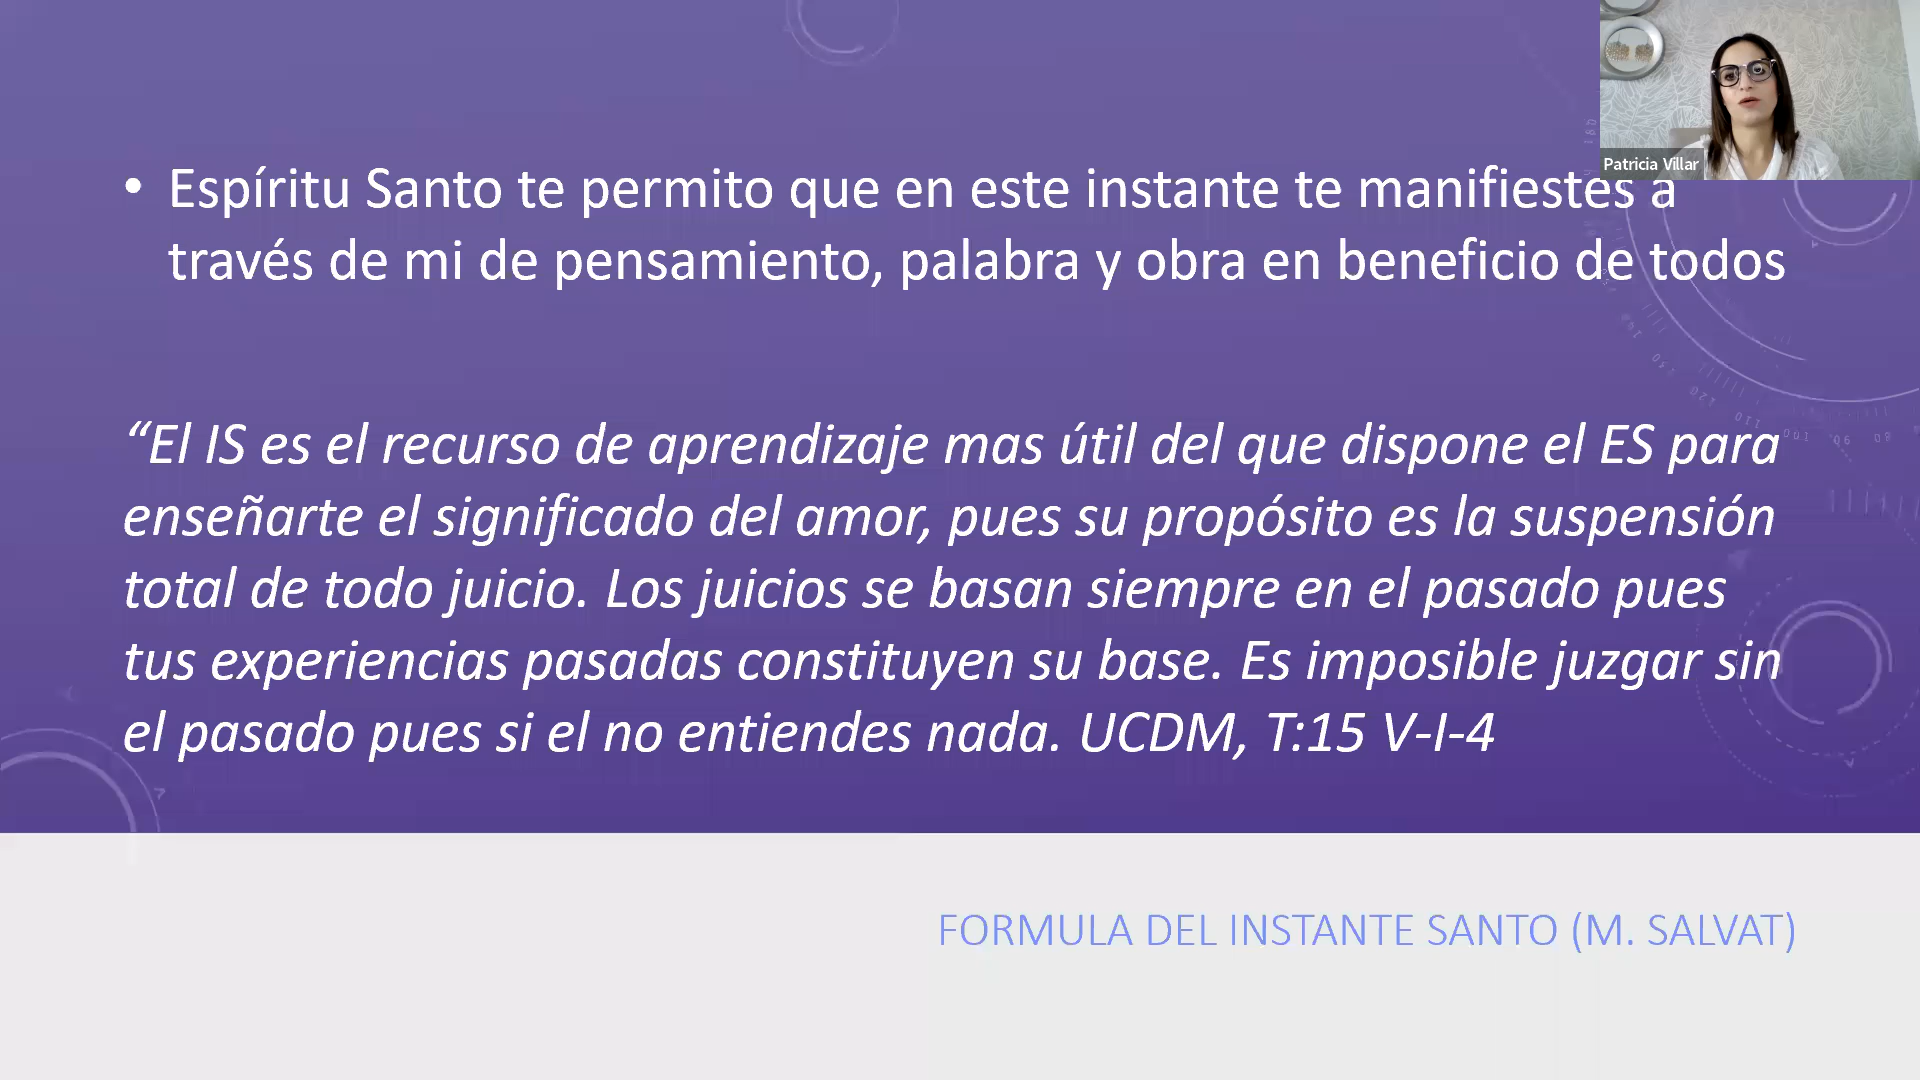 Patricia Villar
• Espíritu Santo te permito que en este instante te manifiestes a
través de mi de pensamiento, palabra y obra en beneficio de todos
“El IS es el recurso de aprendizaje mas útil del que dispone el ES para
enseñarte el significado del amor, pues su propósito es la suspensión
total de todo juicio. Los juicios se basan siempre en el pasado pues
tus experiencias pasadas constituyen su base. Es imposible juzgar sin
el pasado pues si el no entiendes nada. UCDM, T:15 V-I-4
FORMULA DEL INSTANTE SANTO (M. SALVAT)